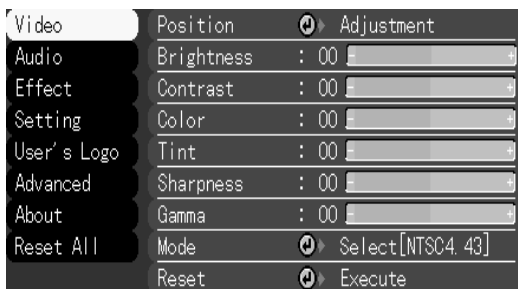 Video
Audio
Effect
Setting
User's Logo
Advanced
About
Reset All
Position Adjustment
Brightness : 00 - +
Contrast : 00 - +
Color : 00 - +
Tint : 00 - +
Sharpness : 00 - +
Gamma : 00 - +
Mode Select[NTSC4.43]
Reset Execute